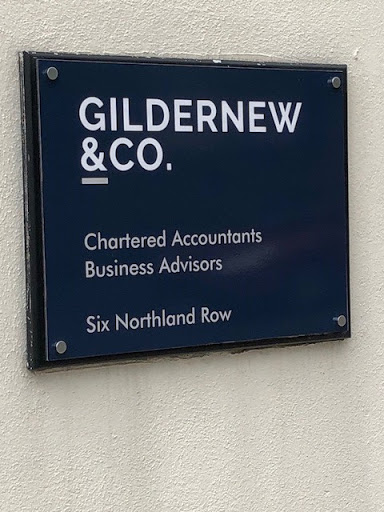 GILDERNEW
&CO.
Chartered Accountants
Business Advisors
Six Northland Row